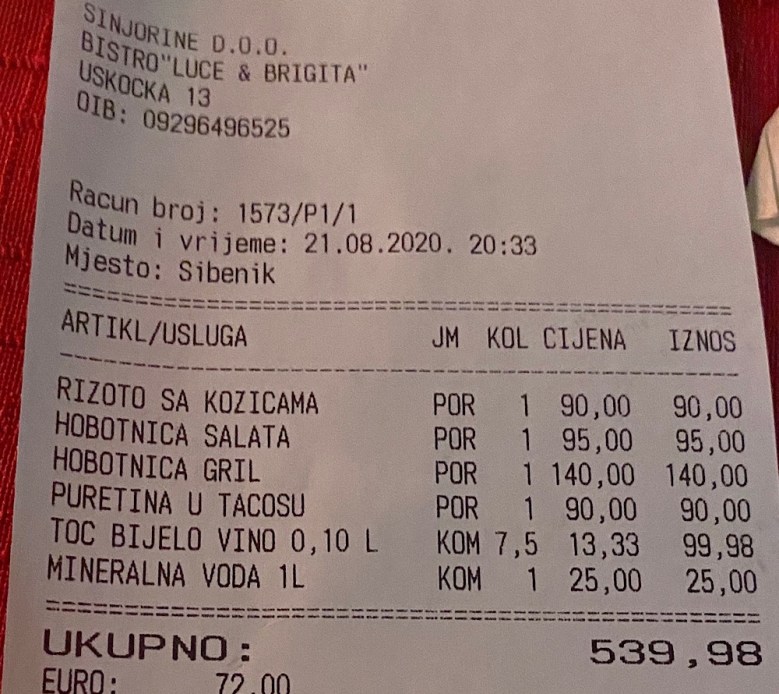 SINJORINE D.O.O.
BISTRO"LUCE & BRIGITA"
USKOCKA 13
OIB: 09296496525
Racun broj: 1573/P1/1
Datum i vrijeme: 21.08.2020. 20:33
Mjesto: Sibenik
ARTIKL/USLUGA JM KOL CIJENA IZNOS
RIZOTO SA KOZICAMA POR 1 90,00 90,00
HOBOTNICA SALATA POR 1 95,00 95,00
HOBOTNICA GRIL POR 1 140,00 140,00
PURETINA U TACOSU POR 1 90,00 90,00
TOC BIJELO VINO 0,10 L KOM 7,5 13,33 99,98
MINERALNA VODA 1L KOM 1 25,00 25,00
UKUPNO: 539,98
EURO: 72.00